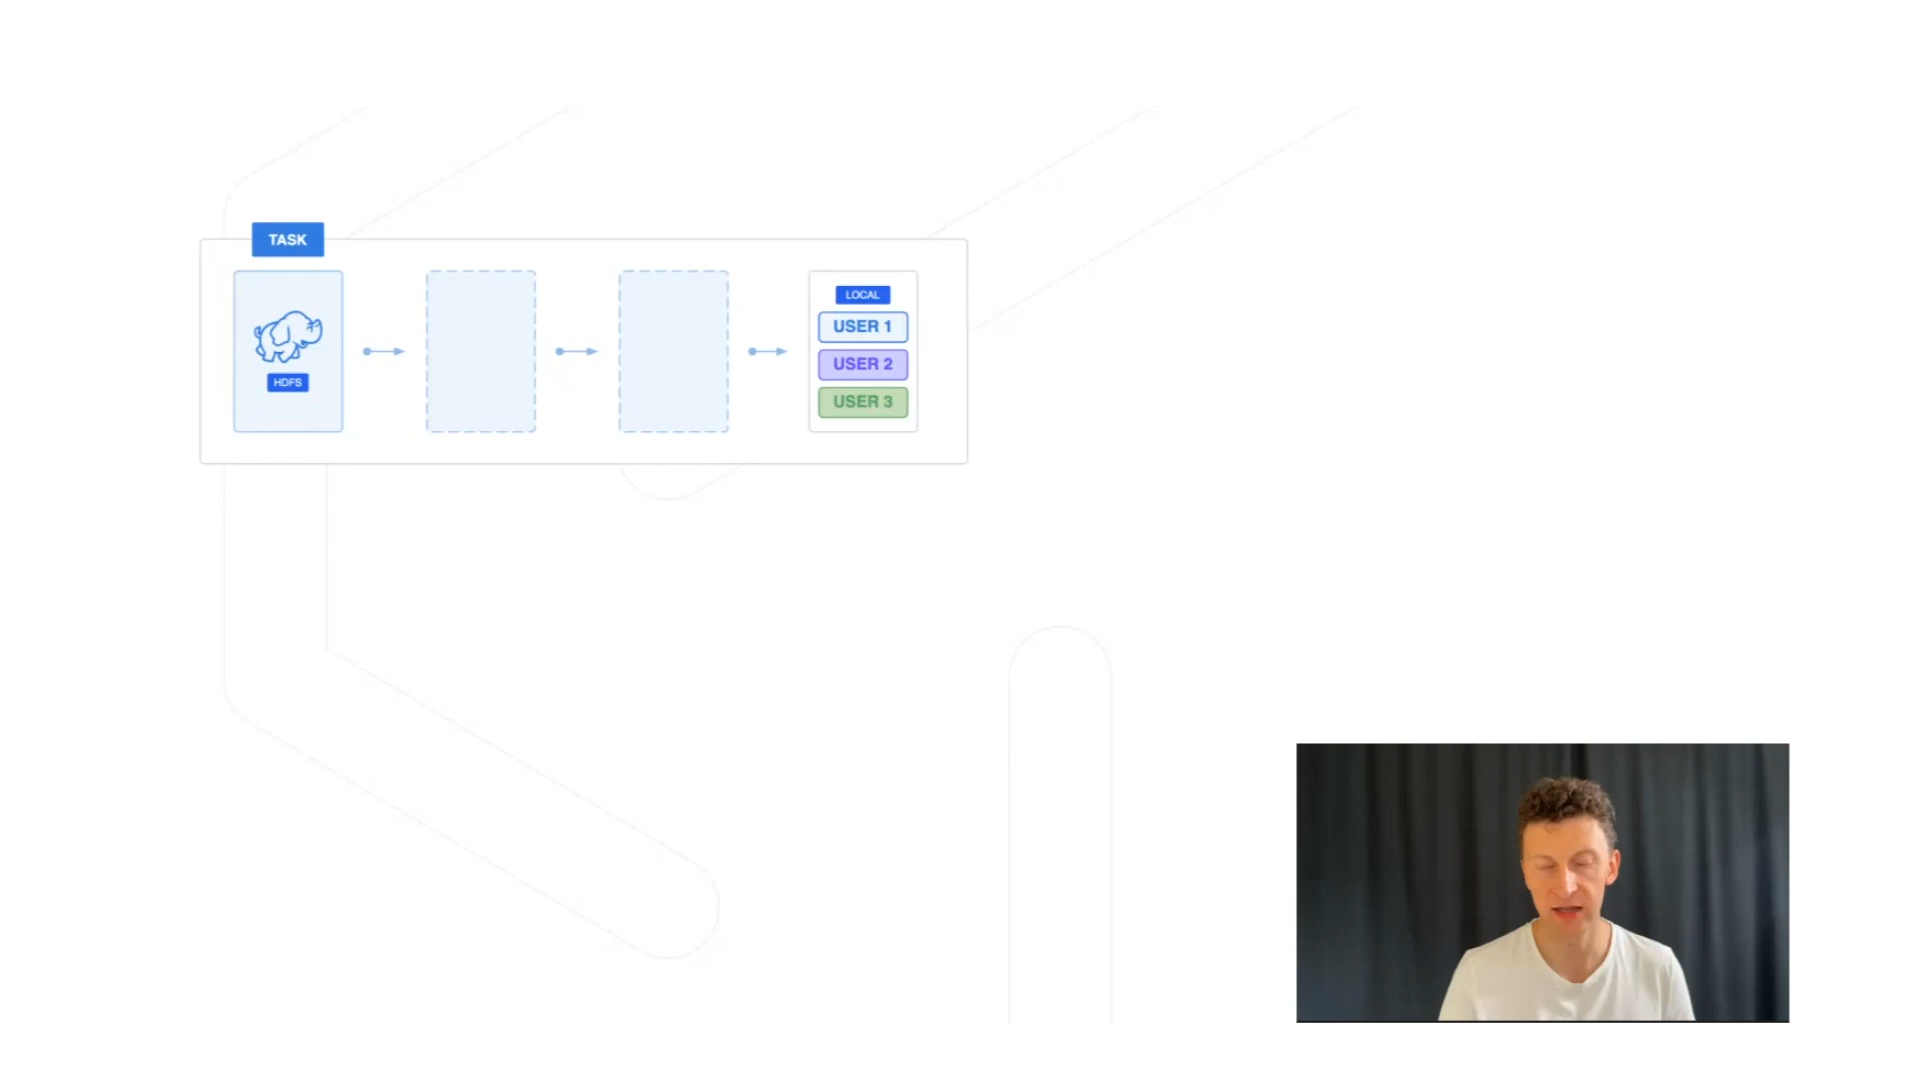 TASK
HDFS
LOCAL
USER 1
USER 2
USER 3